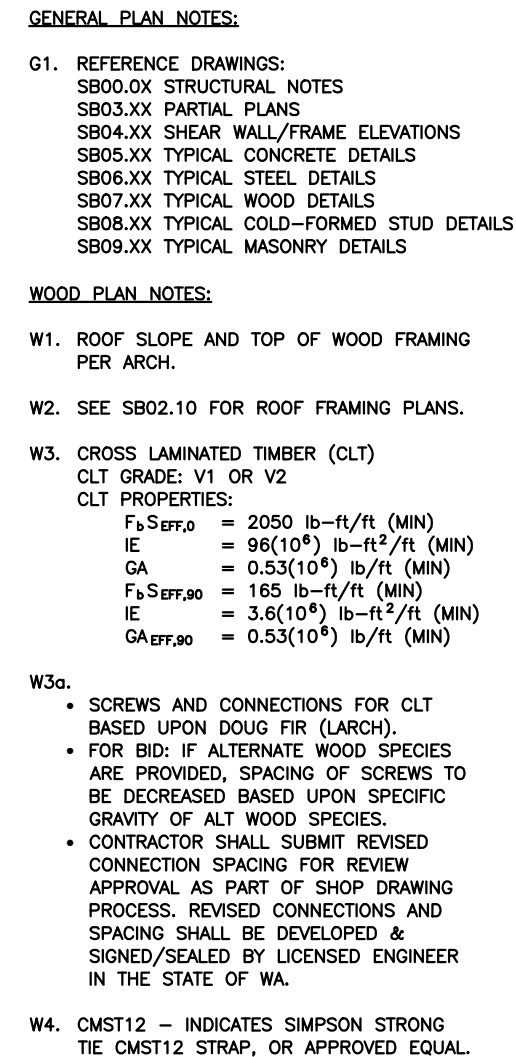 GENERAL PLAN NOTES:
G1. REFERENCE DRAWINGS:
SB00.0X STRUCTURAL NOTES
SB03.XX PARTIAL PLANS
SB04.XX SHEAR WALL/FRAME ELEVATIONS
SB05.XX TYPICAL CONCRETE DETAILS
SB06.XX TYPICAL STEEL DETAILS
SB07.XX TYPICAL WOOD DETAILS
SB08.XX TYPICAL COLD-FORMED STUD DETAILS
SB09.XX TYPICAL MASONRY DETAILS
WOOD PLAN NOTES:
W1. ROOF SLOPE AND TOP OF WOOD FRAMING
PER ARCH.
W2. SEE SB02.10 FOR ROOF FRAMING PLANS.
W3. CROSS LAMINATED TIMBER (CLT)
CLT GRADE: V1 OR V2
CLT PROPERTIES:
FbSEFF,0 = 2050 lb-ft/ft (MIN)
IE = 96(10⁶) lb-ft²/ft (MIN)
GA = 0.53(10⁶) lb/ft (MIN)
FbSEFF,90 = 165 lb-ft/ft (MIN)
IE = 3.6(10⁶) lb-ft²/ft (MIN)
GAEFF,90 = 0.53(10⁶) lb/ft (MIN)
W3a.
• SCREWS AND CONNECTIONS FOR CLT
BASED UPON DOUG FIR (LARCH).
• FOR BID: IF ALTERNATE WOOD SPECIES
ARE PROVIDED, SPACING OF SCREWS TO
BE DECREASED BASED UPON SPECIFIC
GRAVITY OF ALT WOOD SPECIES.
• CONTRACTOR SHALL SUBMIT REVISED
CONNECTION SPACING FOR REVIEW
APPROVAL AS PART OF SHOP DRAWING
PROCESS. REVISED CONNECTIONS AND
SPACING SHALL BE DEVELOPED &
SIGNED/SEALED BY LICENSED ENGINEER
IN THE STATE OF WA.
W4. CMST12 – INDICATES SIMPSON STRONG
TIE CMST12 STRAP, OR APPROVED EQUAL.